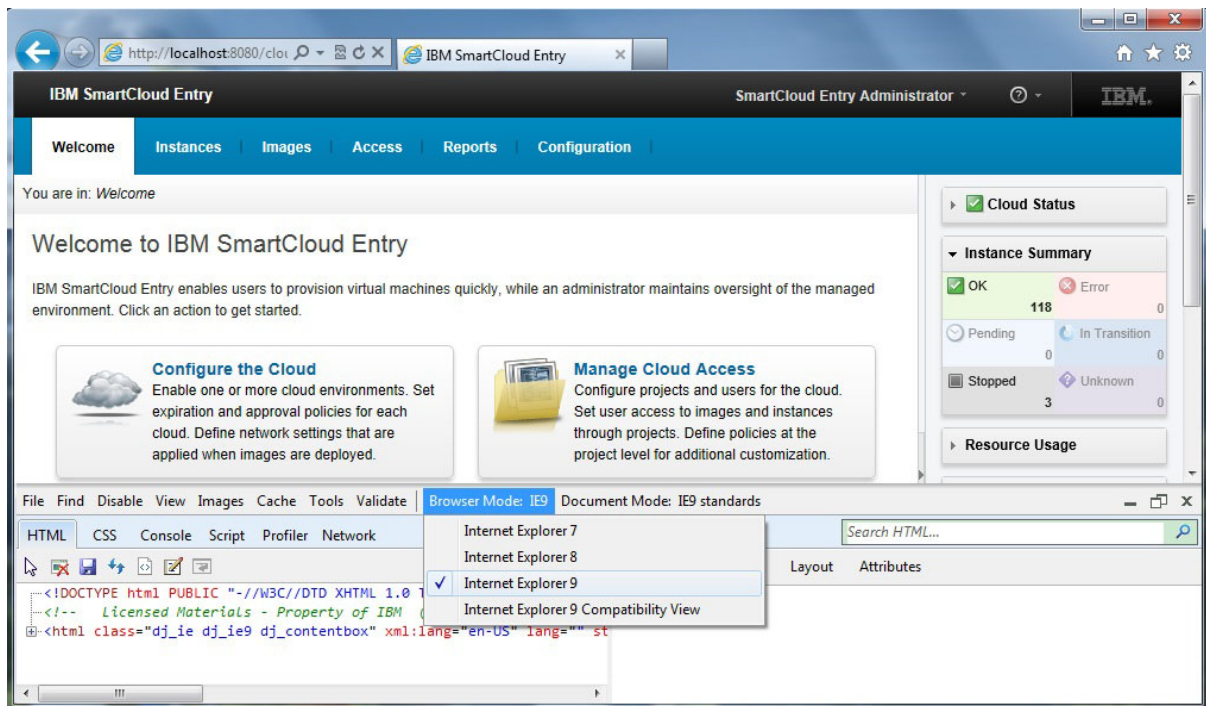 http://localhost:8080/clou
IBM SmartCloud Entry
IBM SmartCloud Entry
SmartCloud Entry Administrator
IBM.
Welcome Instances Images Access Reports Configuration
You are in: Welcome
Welcome to IBM SmartCloud Entry
IBM SmartCloud Entry enables users to provision virtual machines quickly, while an administrator maintains oversight of the managed
environment. Click an action to get started.
Configure the Cloud
Enable one or more cloud environments. Set
expiration and approval policies for each
cloud. Define network settings that are
applied when images are deployed.
Manage Cloud Access
Configure projects and users for the cloud.
Set user access to images and instances
through projects. Define policies at the
project level for additional customization.
Cloud Status
Instance Summary
OK
118
Error
0
Pending
0
In Transition
0
Stopped
3
Unknown
0
Resource Usage
File Find Disable View Images Cache Tools Validate Browser Mode: IE9 Document Mode: IE9 standards
HTML CSS Console Script Profiler Network
Search HTML...
Internet Explorer 7
Internet Explorer 8
Internet Explorer 9
Internet Explorer 9 Compatibility View
Layout Attributes
<!DOCTYPE html PUBLIC "-//W3C//DTD XHTML 1.0
<!-- Licensed Materials - Property of IBM
<html class="dj_ie dj_ie9 dj_contentbox" xml:lang="en-US" lang="" st